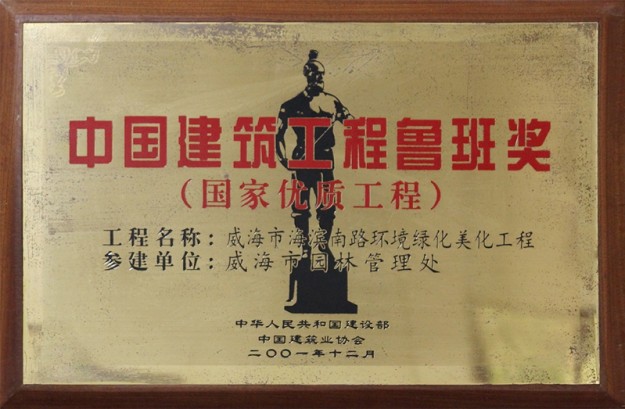 中国建筑工程鲁班奖
（国家优质工程）
工程名称：威海市海滨南路环境绿化美化工程
参建单位：威海市园林管理处
中华人民共和国建设部
中国建筑业协会
二〇〇一年十二月